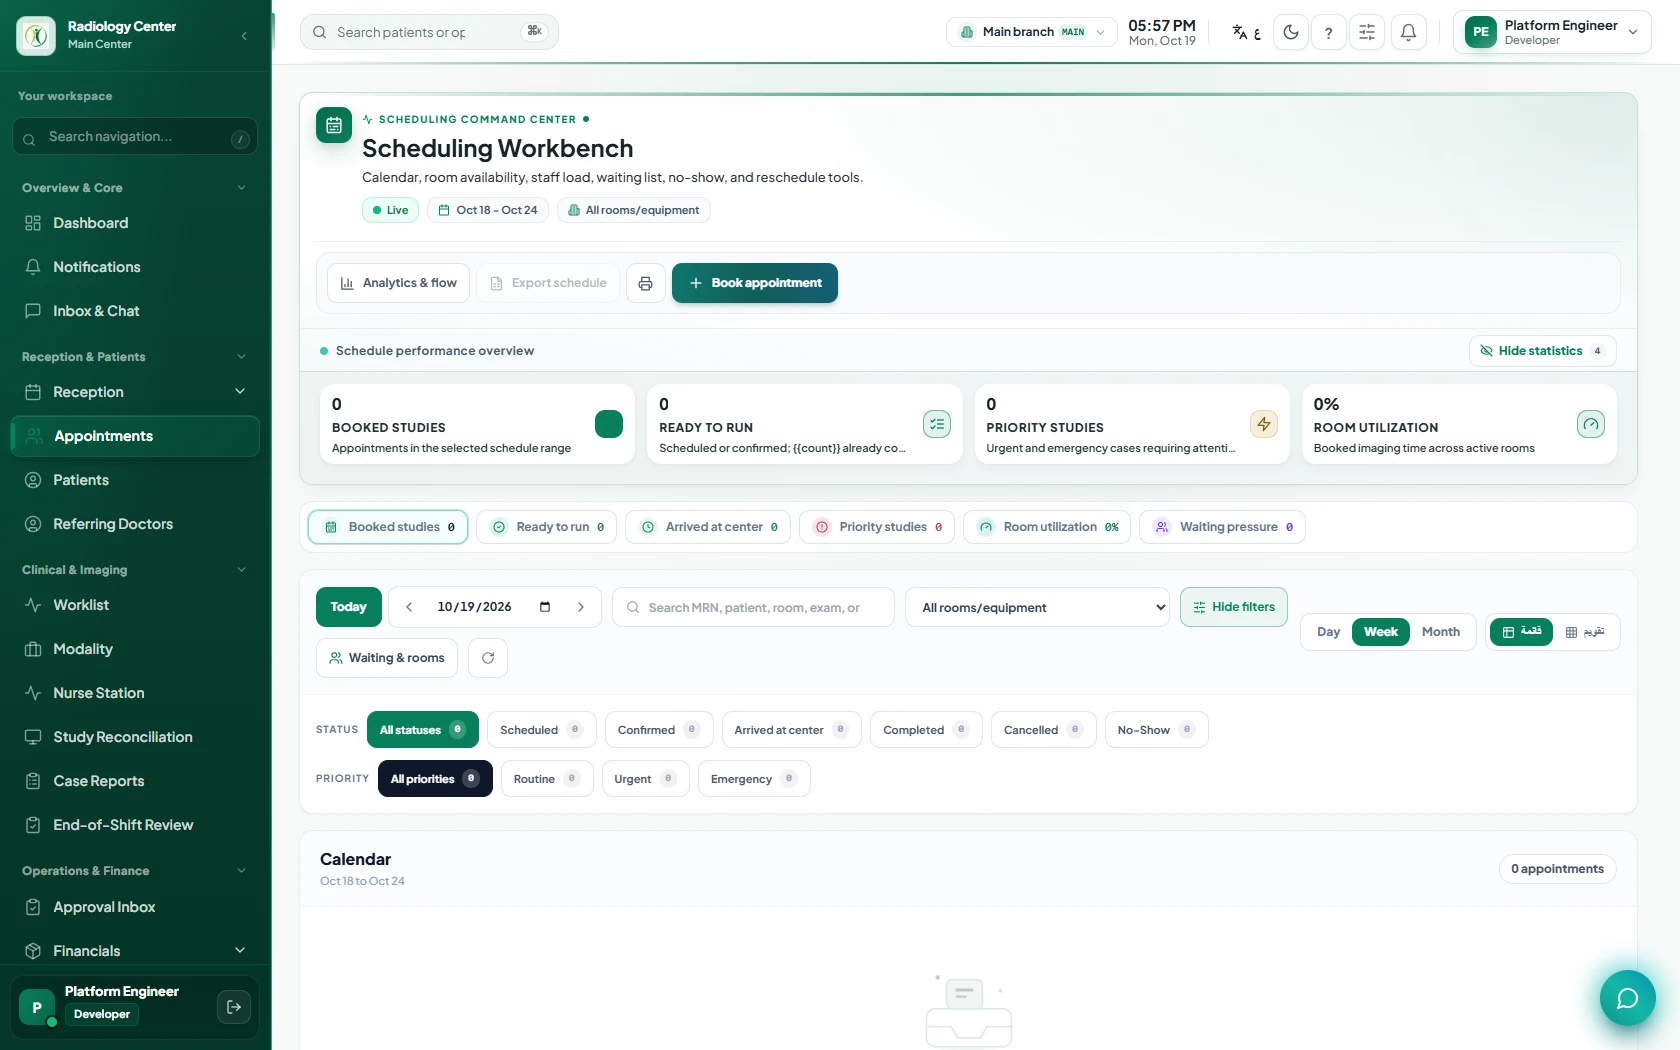 Radiology Center
Main Center
Your workspace
Search navigation...
/
Overview & Core
Dashboard
Notifications
Inbox & Chat
Reception & Patients
Reception
Appointments
Patients
Referring Doctors
Clinical & Imaging
Worklist
Modality
Nurse Station
Study Reconciliation
Case Reports
End-of-Shift Review
Operations & Finance
Approval Inbox
Financials
P
Platform Engineer
Developer
Search patients or op
⌘K
Main branch MAIN
05:57 PM
Mon, Oct 19
ع
?
PE
Platform Engineer
Developer
SCHEDULING COMMAND CENTER
Scheduling Workbench
Calendar, room availability, staff load, waiting list, no-show, and reschedule tools.
Live
Oct 18 - Oct 24
All rooms/equipment
Analytics & flow
Export schedule
Book appointment
Schedule performance overview
Hide statistics 4
0
BOOKED STUDIES
Appointments in the selected schedule range
0
READY TO RUN
Scheduled or confirmed; {{count}} already co...
0
PRIORITY STUDIES
Urgent and emergency cases requiring attenti...
0%
ROOM UTILIZATION
Booked imaging time across active rooms
Booked studies 0
Ready to run 0
Arrived at center 0
Priority studies 0
Room utilization 0%
Waiting pressure 0
Today
10/19/2026
Search MRN, patient, room, exam, or
All rooms/equipment
Hide filters
Day
Week
Month
قائمة
تقويم
Waiting & rooms
STATUS
All statuses 0
Scheduled 0
Confirmed 0
Arrived at center 0
Completed 0
Cancelled 0
No-Show 0
PRIORITY
All priorities 0
Routine 0
Urgent 0
Emergency 0
Calendar
Oct 18 to Oct 24
0 appointments